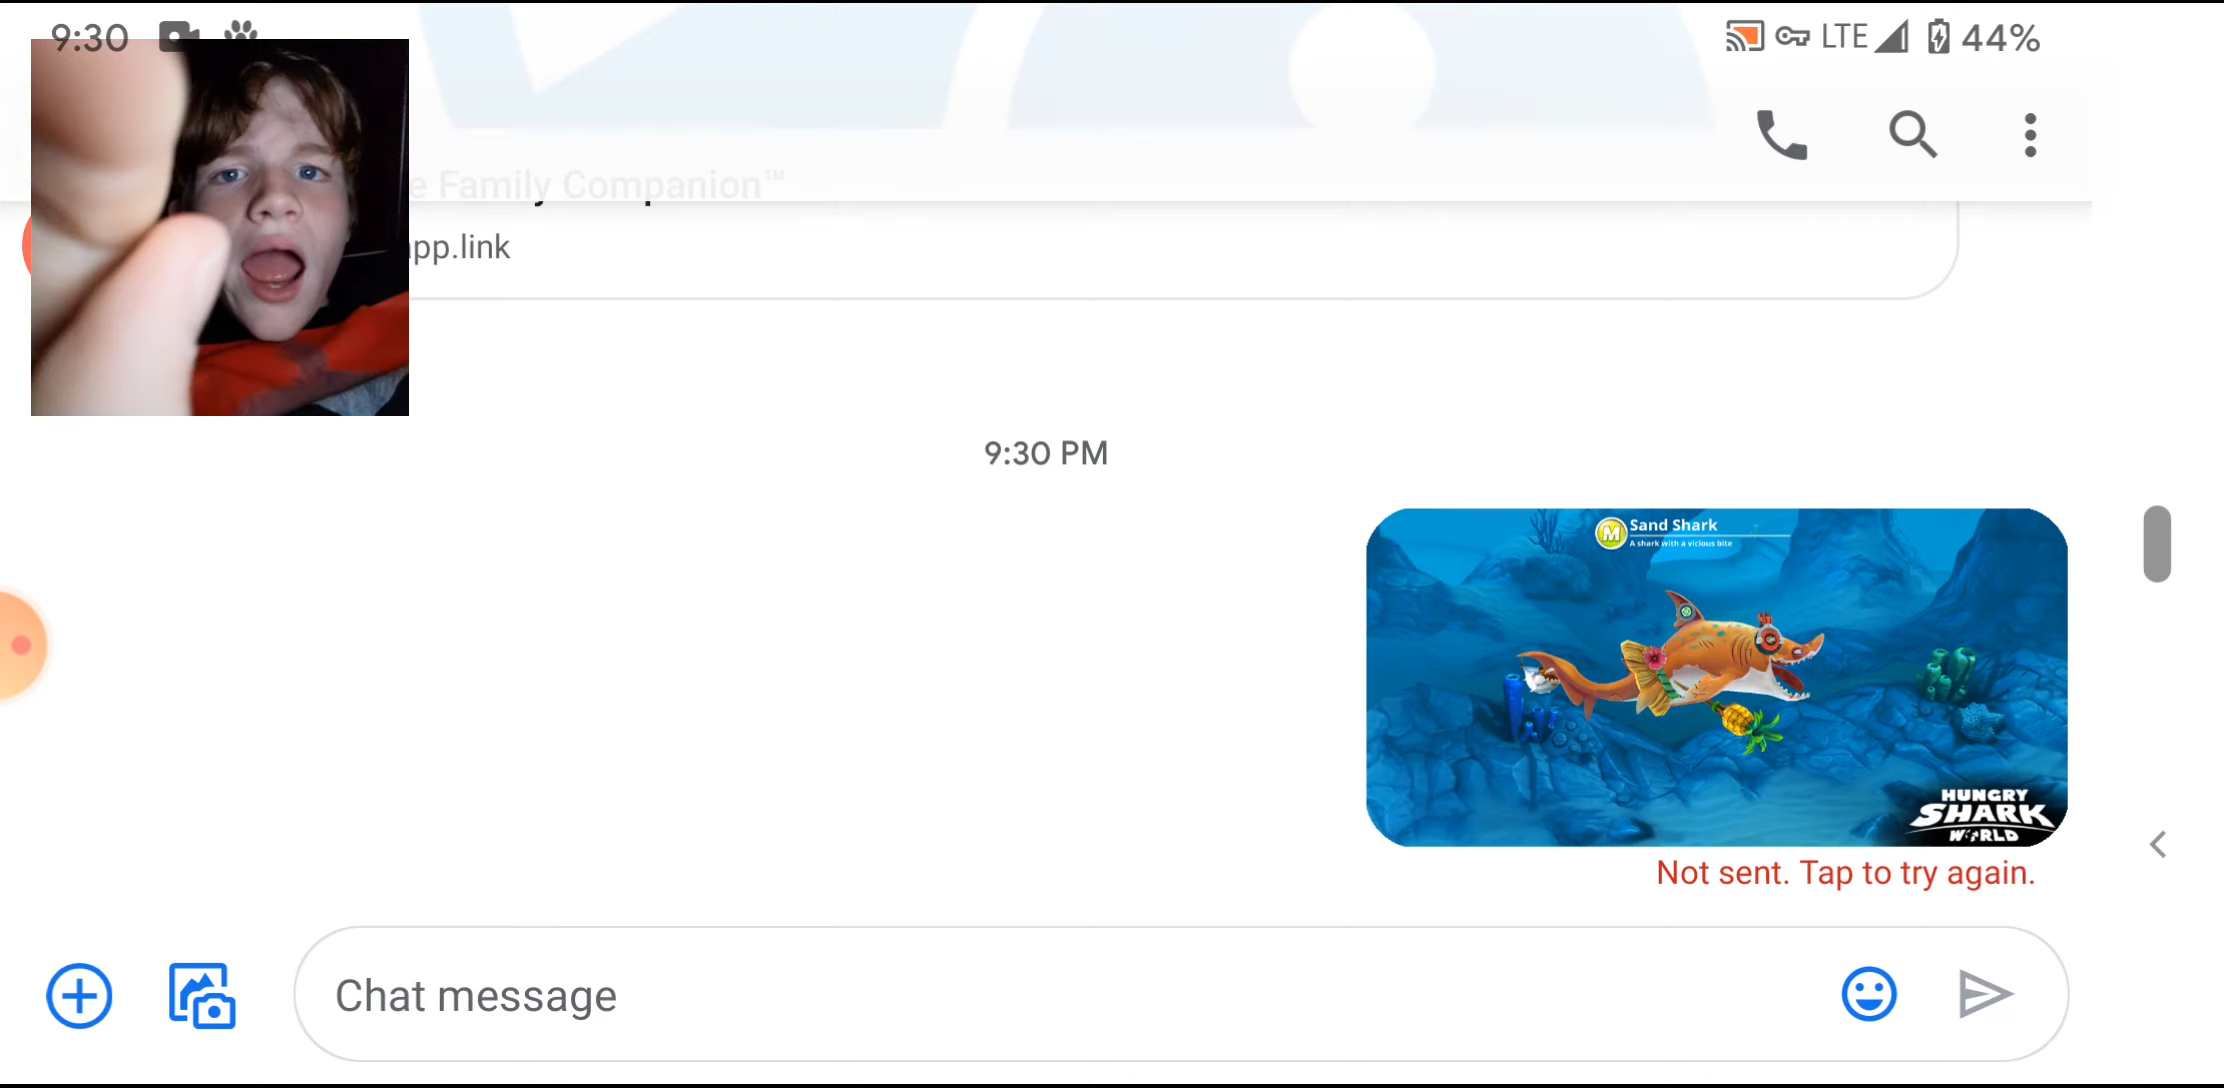 9:30
LTE
44%
e Family Companion™
pp.link
9:30 PM
M
Sand Shark
A shark with a vicious bite
HUNGRY
SHARK
WORLD
Not sent. Tap to try again.
Chat message